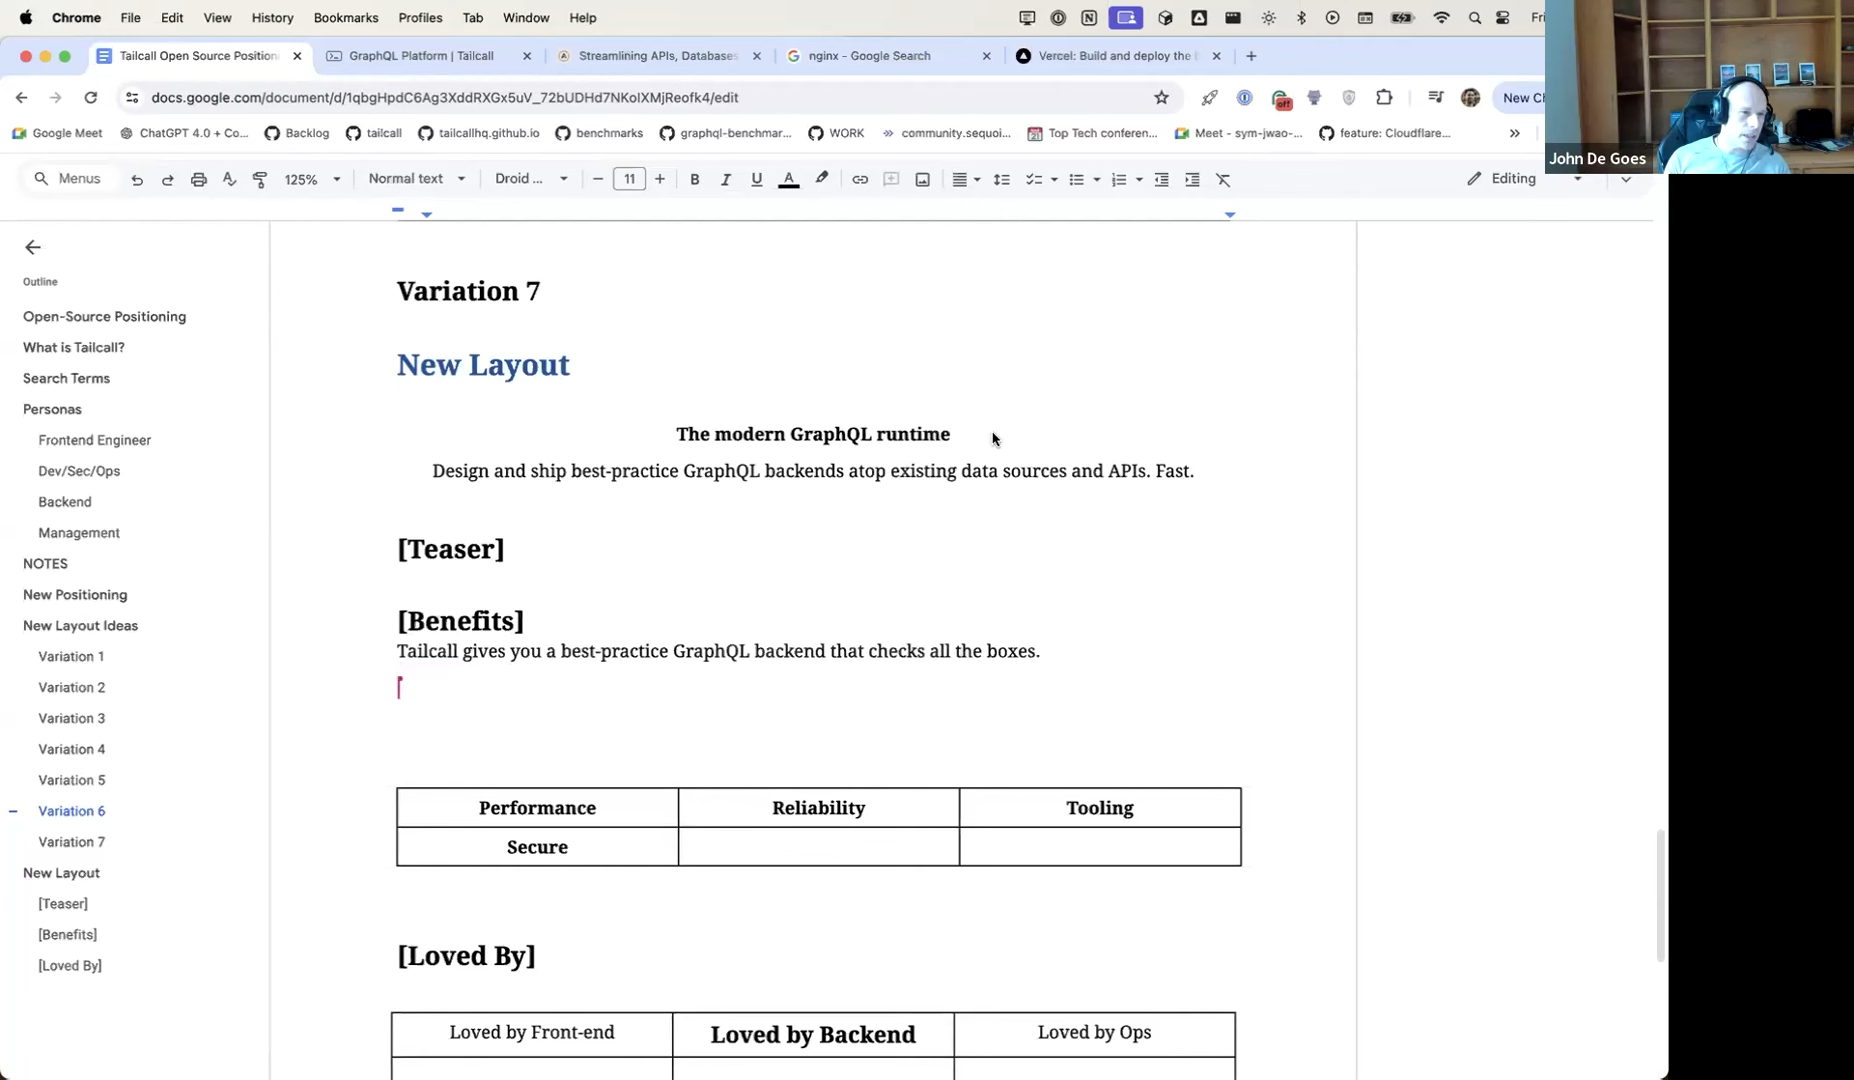 Chrome File Edit View History Bookmarks Profiles Tab Window Help
Tailcall Open Source Position
GraphQL Platform | Tailcall
Streamlining APIs, Databases
nginx - Google Search
Vercel: Build and deploy the b
docs.google.com/document/d/1qbgHpdC6Ag3XddRXGx5uV_72bUDHd7NKolXMjReofk4/edit
off
New Ch
Google Meet
ChatGPT 4.0 + Co...
Backlog
tailcall
tailcallhq.github.io
benchmarks
graphql-benchmar...
WORK
community.sequoi...
Top Tech conferen...
Meet - sym-jwao-...
feature: Cloudflare...
John De Goes
Menus
125%
Normal text
Droid ...
11
Editing
Outline
Open-Source Positioning
What is Tailcall?
Search Terms
Personas
Frontend Engineer
Dev/Sec/Ops
Backend
Management
NOTES
New Positioning
New Layout Ideas
Variation 1
Variation 2
Variation 3
Variation 4
Variation 5
Variation 6
Variation 7
New Layout
[Teaser]
[Benefits]
[Loved By]
Variation 7
New Layout
The modern GraphQL runtime
Design and ship best-practice GraphQL backends atop existing data sources and APIs. Fast.
[Teaser]
[Benefits]
Tailcall gives you a best-practice GraphQL backend that checks all the boxes.
Performance Reliability Tooling
Secure
[Loved By]
Loved by Front-end Loved by Backend Loved by Ops